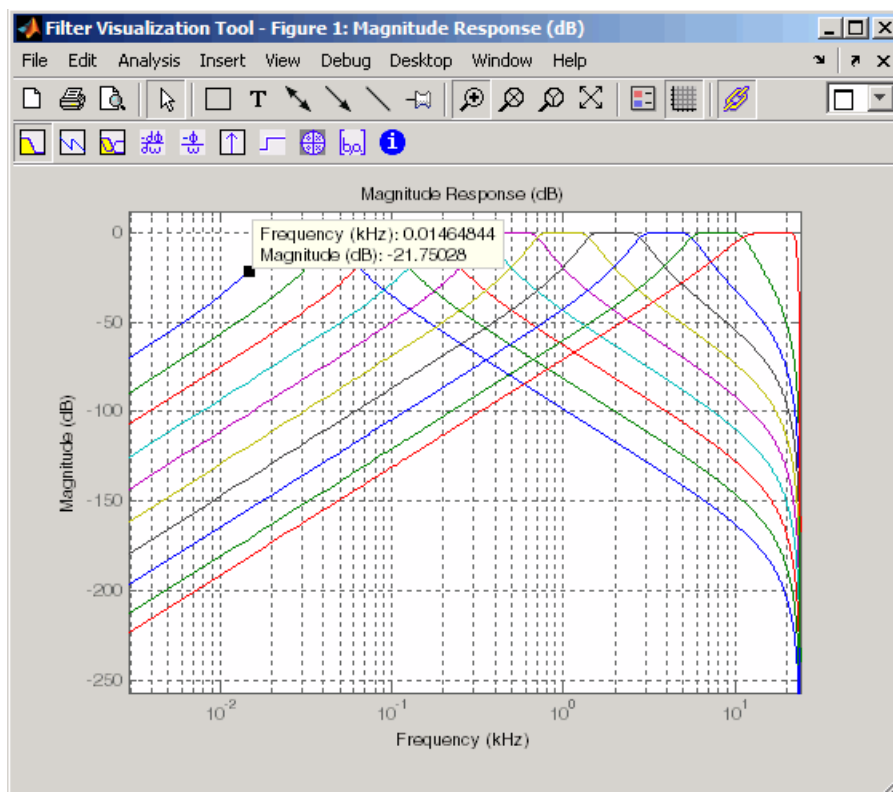 Filter Visualization Tool - Figure 1: Magnitude Response (dB)
File Edit Analysis Insert View Debug Desktop Window Help
T
-dφ
dω
-φ
ω
[b,a]
i
Magnitude Response (dB)
Frequency (kHz): 0.01464844
Magnitude (dB): -21.75028
0
-50
-100
-150
-200
-250
Magnitude (dB)
10^-2
10^-1
10^0
10^1
Frequency (kHz)